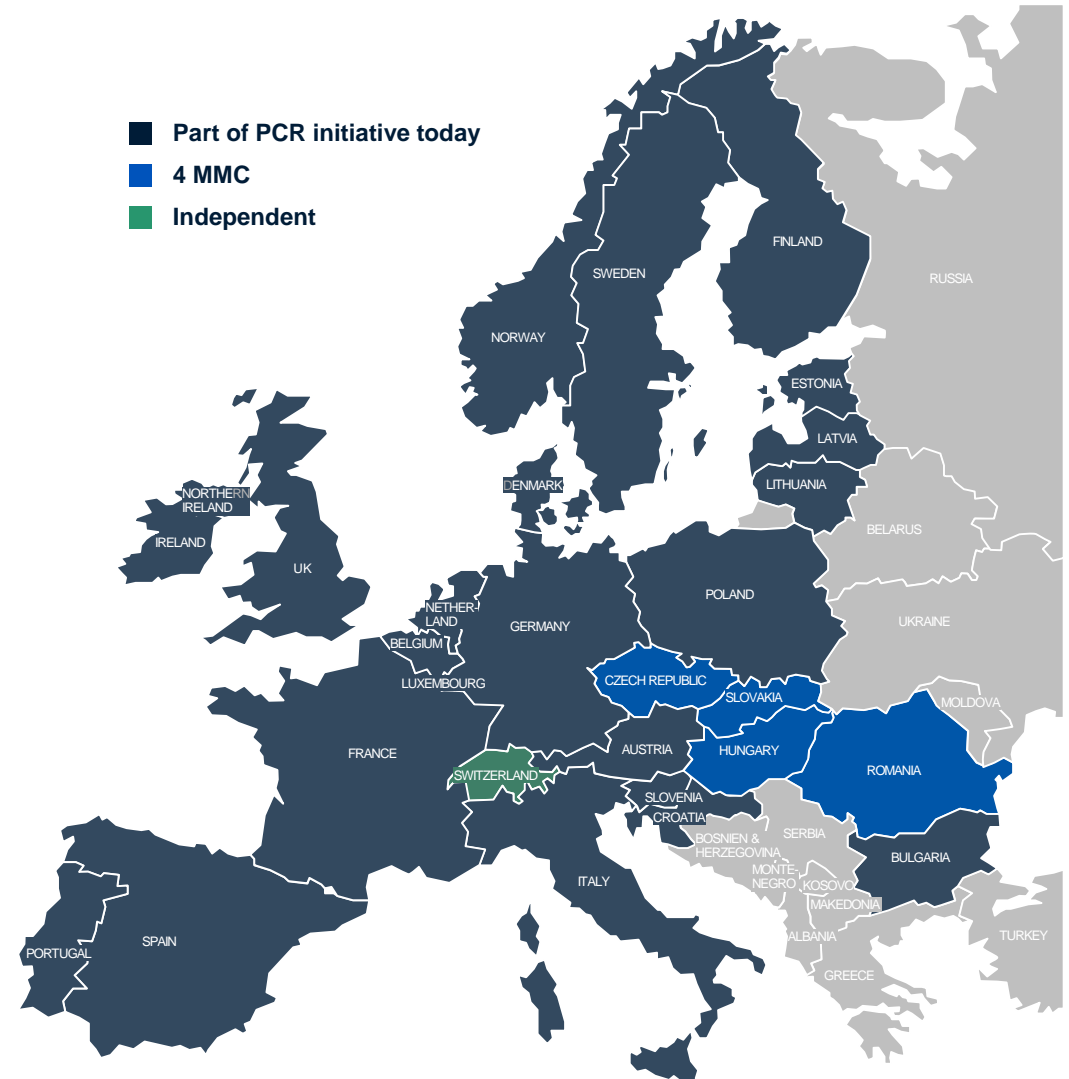 Part of PCR initiative today
4 MMC
Independent
FINLAND
SWEDEN
RUSSIA
NORWAY
ESTONIA
LATVIA
LITHUANIA
DENMARK
NORTHERN
IRELAND
IRELAND
BELARUS
UK
POLAND
NETHER-
LAND
GERMANY
UKRAINE
BELGIUM
LUXEMBOURG
CZECH REPUBLIC
SLOVAKIA
MOLDOVA
FRANCE
AUSTRIA
HUNGARY
ROMANIA
SWITZERLAND
SLOVENIA
CROATIA
BOSNIEN &
HERZEGOVINA
SERBIA
BULGARIA
MONTE-
NEGRO
KOSOVO
ITALY
MAKEDONIA
ALBANIA
TURKEY
SPAIN
PORTUGAL
GREECE